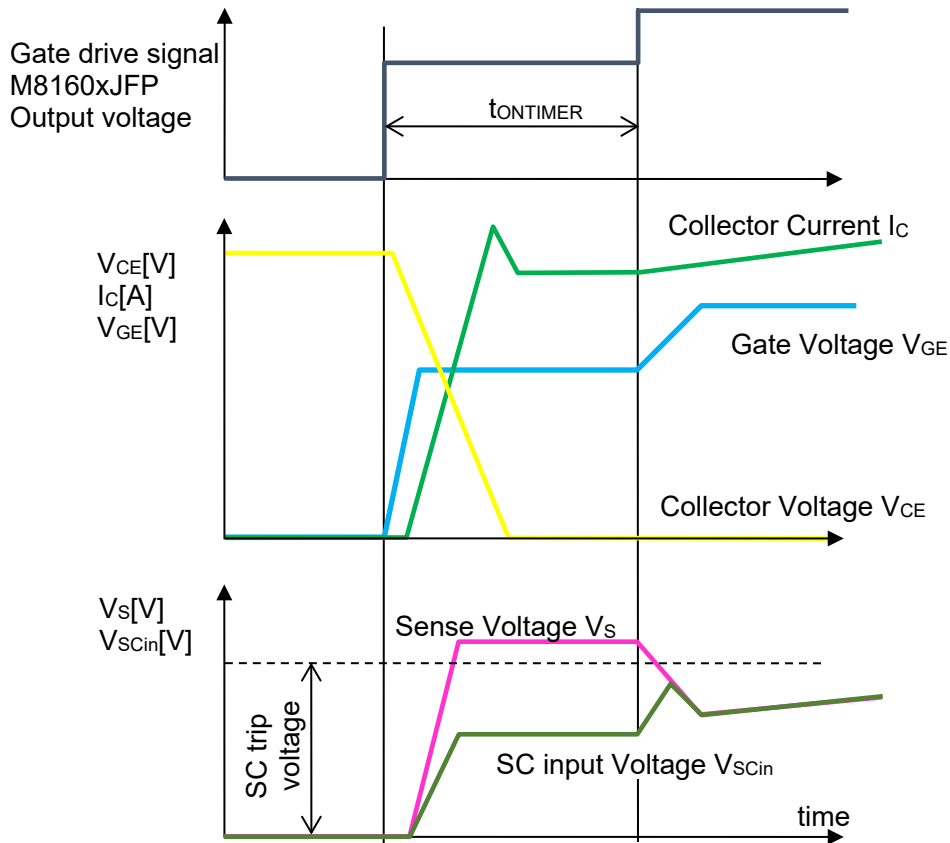 Gate drive signal
M8160xJFP
Output voltage
tONTIMER
Collector Current IC
VCE[V]
IC[A]
VGE[V]
Gate Voltage VGE
Collector Voltage VCE
VS[V]
VSCin[V]
Sense Voltage VS
SC trip
voltage
SC input Voltage VSCin
time